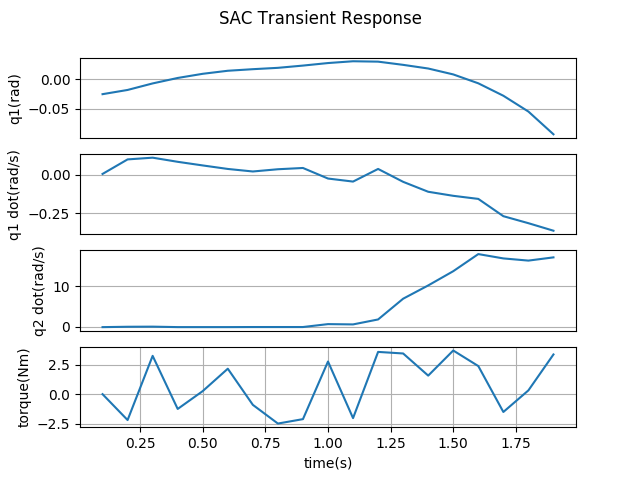 SAC Transient Response
q1(rad)
0.00
−0.05
q1 dot(rad/s)
0.00
−0.25
q2 dot(rad/s)
10
0
torque(Nm)
2.5
0.0
−2.5
0.25 0.50 0.75 1.00 1.25 1.50 1.75
time(s)